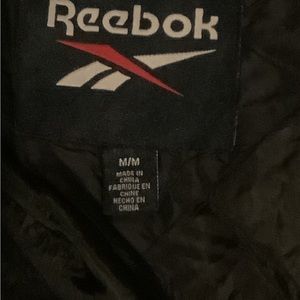 Reebok
M/M
MADE IN
CHINA
FABRIQUE EN
CHINE
HECHO EN
CHINA